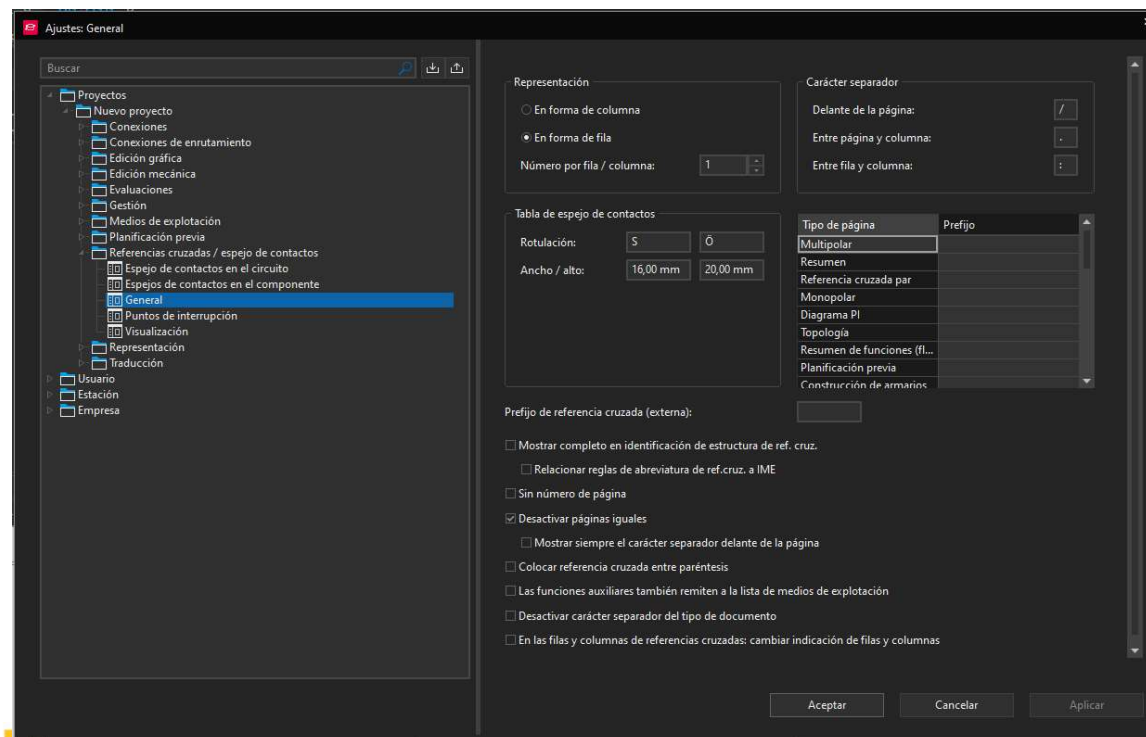 Ajustes: General
Buscar
Proyectos
Nuevo proyecto
Conexiones
Conexiones de enrutamiento
Edición gráfica
Edición mecánica
Evaluaciones
Gestión
Medios de explotación
Planificación previa
Referencias cruzadas / espejo de contactos
Espejo de contactos en el circuito
Espejos de contactos en el componente
General
Puntos de interrupción
Visualización
Representación
Traducción
Usuario
Estación
Empresa
Representación
En forma de columna
En forma de fila
Número por fila / columna: 1
Carácter separador
Delante de la página: /
Entre página y columna: .
Entre fila y columna: :
Tabla de espejo de contactos
Rotulación: S Ö
Ancho / alto: 16,00 mm 20,00 mm
Tipo de página Prefijo
Multipolar
Resumen
Referencia cruzada par
Monopolar
Diagrama PI
Topología
Resumen de funciones (fl...
Planificación previa
Construcción de armarios
Prefijo de referencia cruzada (externa):
Mostrar completo en identificación de estructura de ref. cruz.
Relacionar reglas de abreviatura de ref.cruz. a IME
Sin número de página
Desactivar páginas iguales
Mostrar siempre el carácter separador delante de la página
Colocar referencia cruzada entre paréntesis
Las funciones auxiliares también remiten a la lista de medios de explotación
Desactivar carácter separador del tipo de documento
En las filas y columnas de referencias cruzadas: cambiar indicación de filas y columnas
Aceptar Cancelar Aplicar